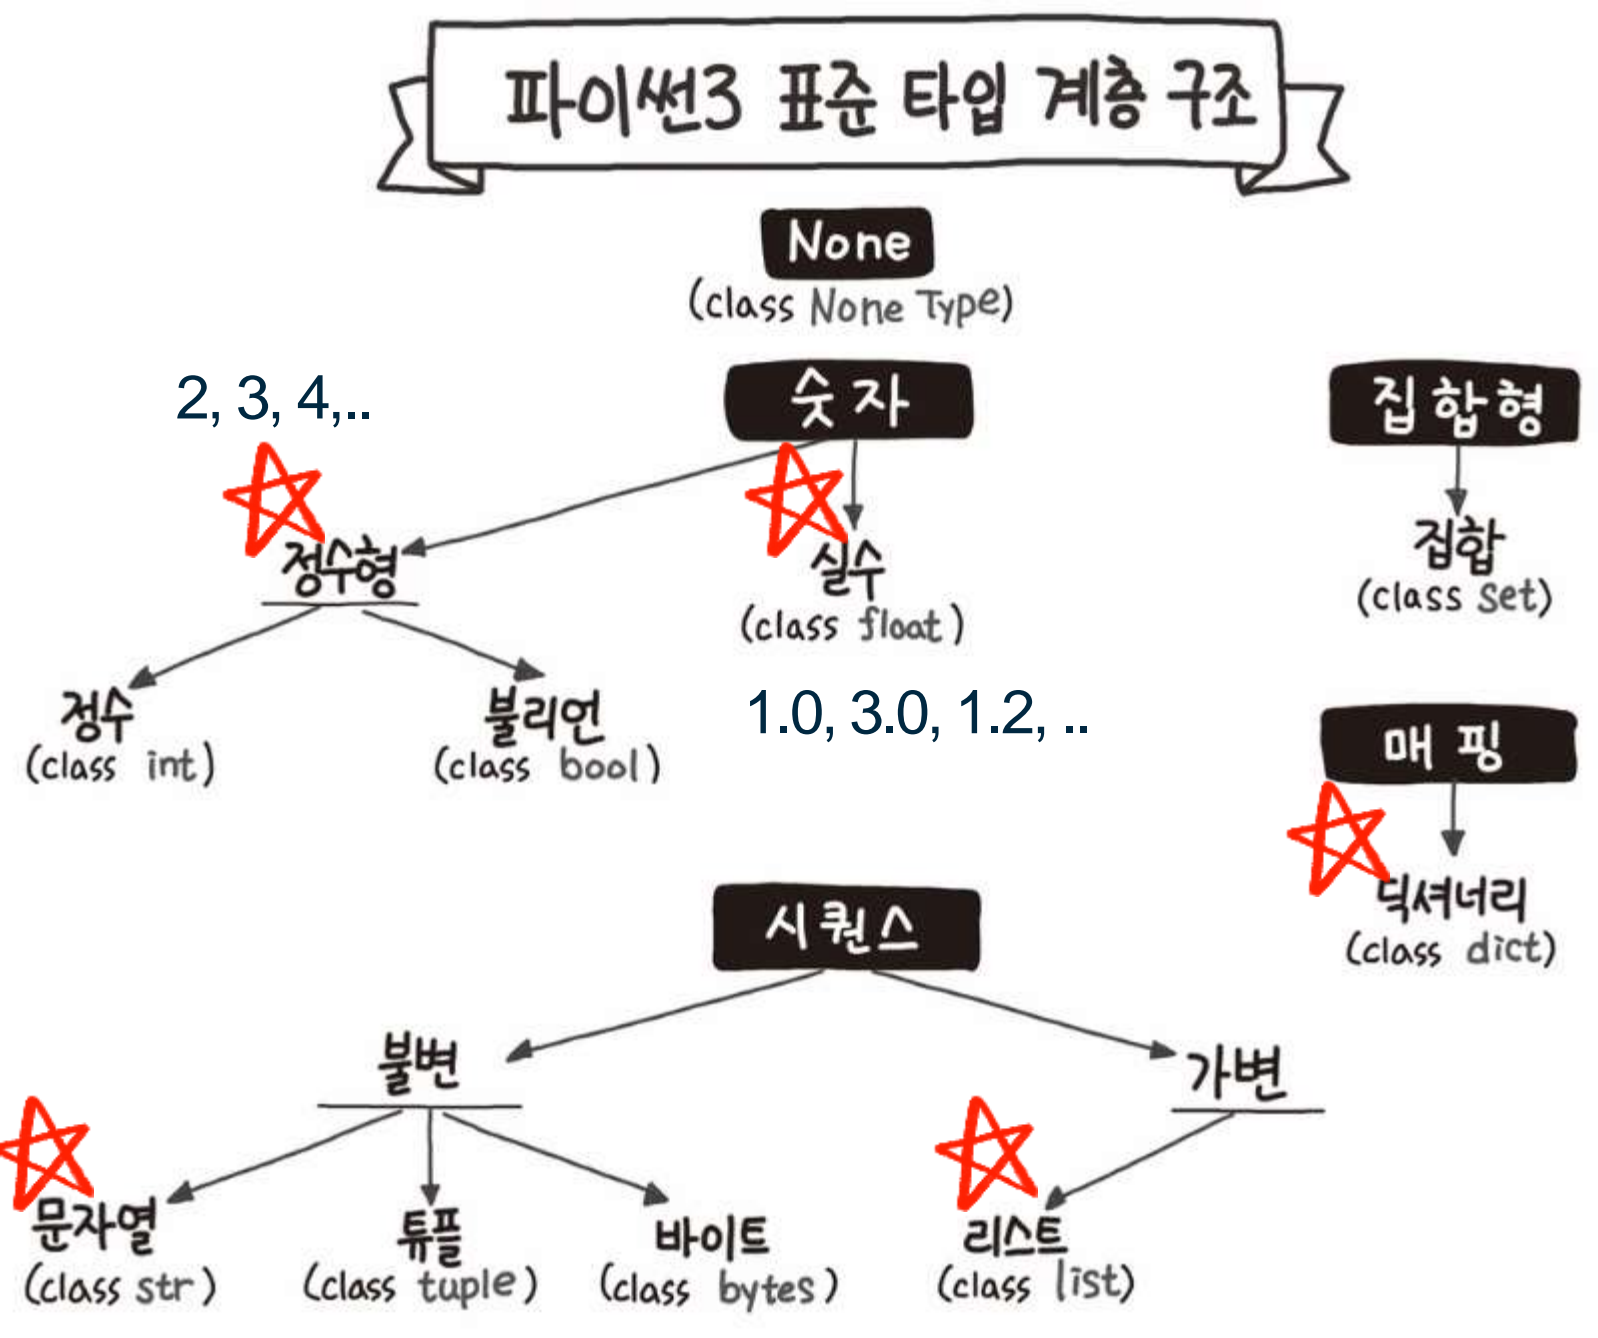 파이썬3 표준 타입 계층 구조
None
(class None Type)
2, 3, 4,..
숫자
집합형
정수형
실수
(class float)
집합
(class set)
정수
(class int)
불리언
(class bool)
1.0, 3.0, 1.2, ..
매핑
딕셔너리
(class dict)
시퀀스
불변
가변
문자열
(class str)
튜플
(class tuple)
바이트
(class bytes)
리스트
(class list)